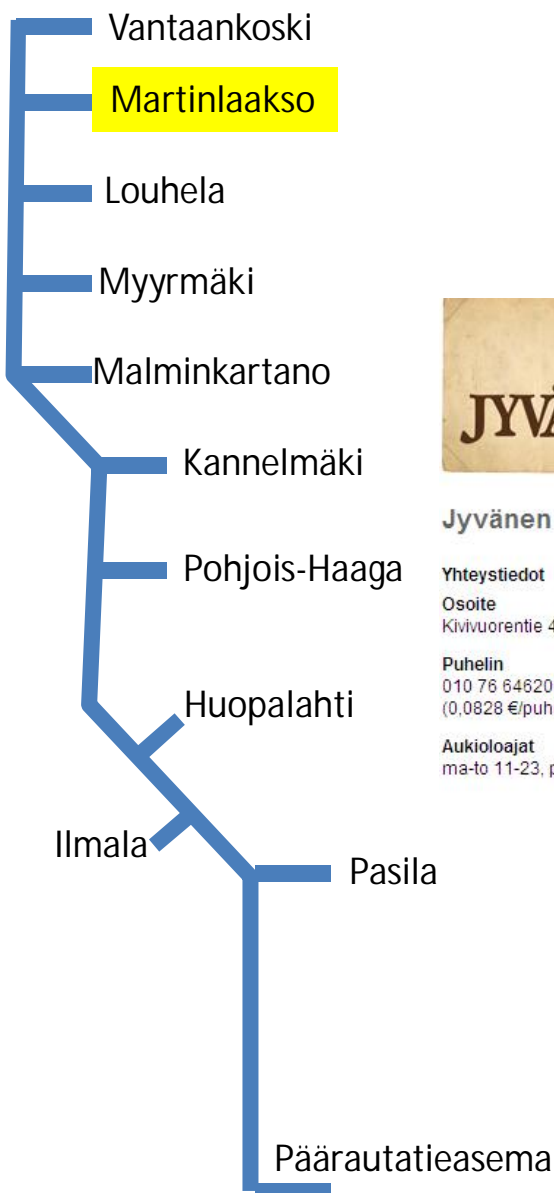 Vantaankoski
Martinlaakso
Louhela
Myyrmäki
Malminkartano
Kannelmäki
Pohjois-Haaga
Huopalahti
Ilmala
Pasila
Päärautatieasema
Jyvänen
Yhteystiedot
Osoite
Kivivuorentie 4
Puhelin
010 76 64620
(0,0828 €/puh
Aukioloajat
ma-to 11-23, p